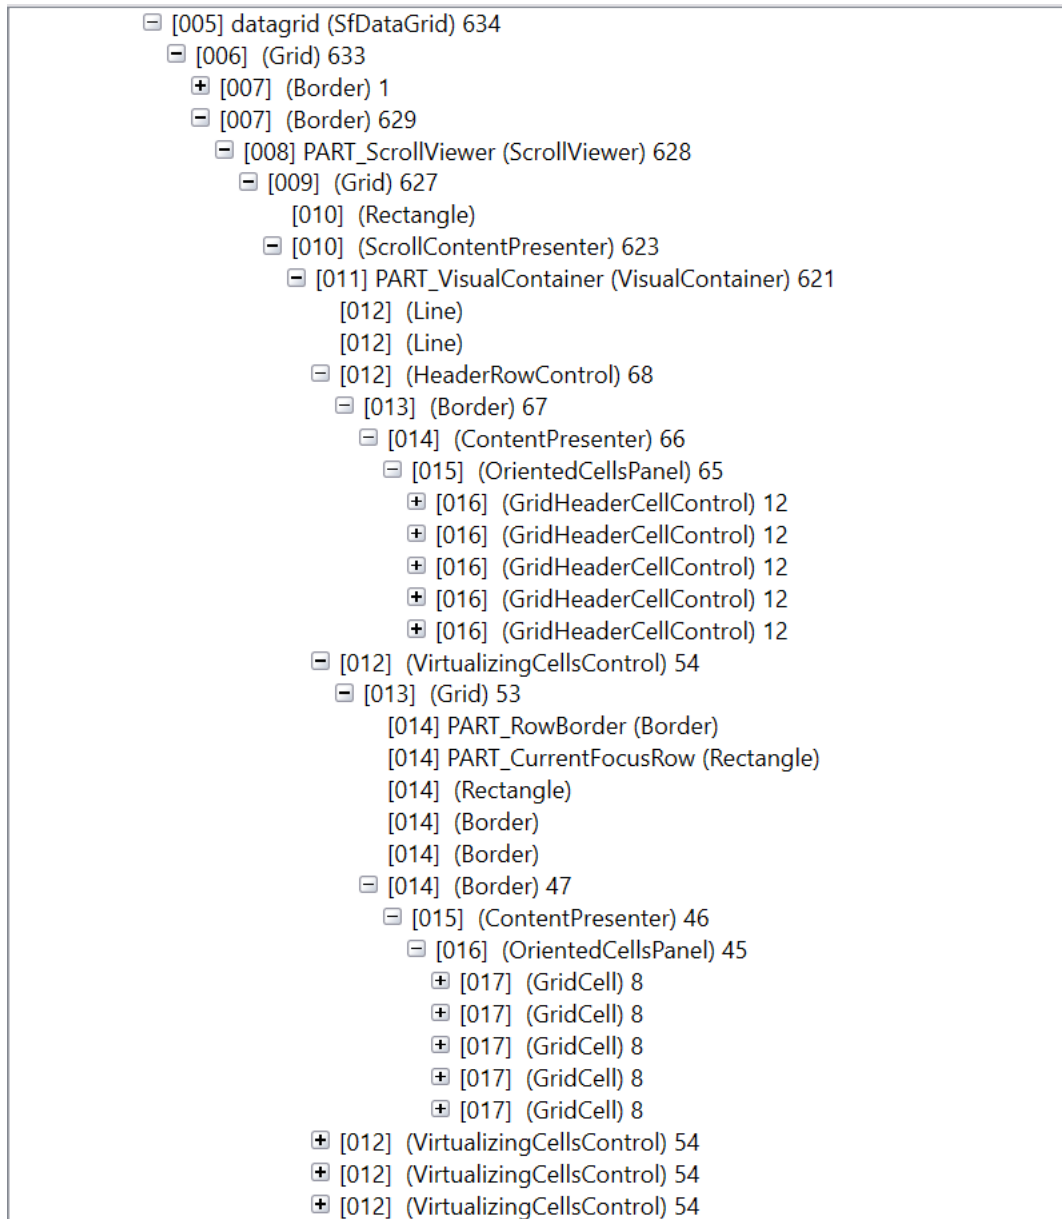 [005] datagrid (SfDataGrid) 634
[006] (Grid) 633
[007] (Border) 1
[007] (Border) 629
[008] PART_ScrollViewer (ScrollViewer) 628
[009] (Grid) 627
[010] (Rectangle)
[010] (ScrollContentPresenter) 623
[011] PART_VisualContainer (VisualContainer) 621
[012] (Line)
[012] (Line)
[012] (HeaderRowControl) 68
[013] (Border) 67
[014] (ContentPresenter) 66
[015] (OrientedCellsPanel) 65
[016] (GridHeaderCellControl) 12
[016] (GridHeaderCellControl) 12
[016] (GridHeaderCellControl) 12
[016] (GridHeaderCellControl) 12
[016] (GridHeaderCellControl) 12
[012] (VirtualizingCellsControl) 54
[013] (Grid) 53
[014] PART_RowBorder (Border)
[014] PART_CurrentFocusRow (Rectangle)
[014] (Rectangle)
[014] (Border)
[014] (Border)
[014] (Border) 47
[015] (ContentPresenter) 46
[016] (OrientedCellsPanel) 45
[017] (GridCell) 8
[017] (GridCell) 8
[017] (GridCell) 8
[017] (GridCell) 8
[017] (GridCell) 8
[012] (VirtualizingCellsControl) 54
[012] (VirtualizingCellsControl) 54
[012] (VirtualizingCellsControl) 54